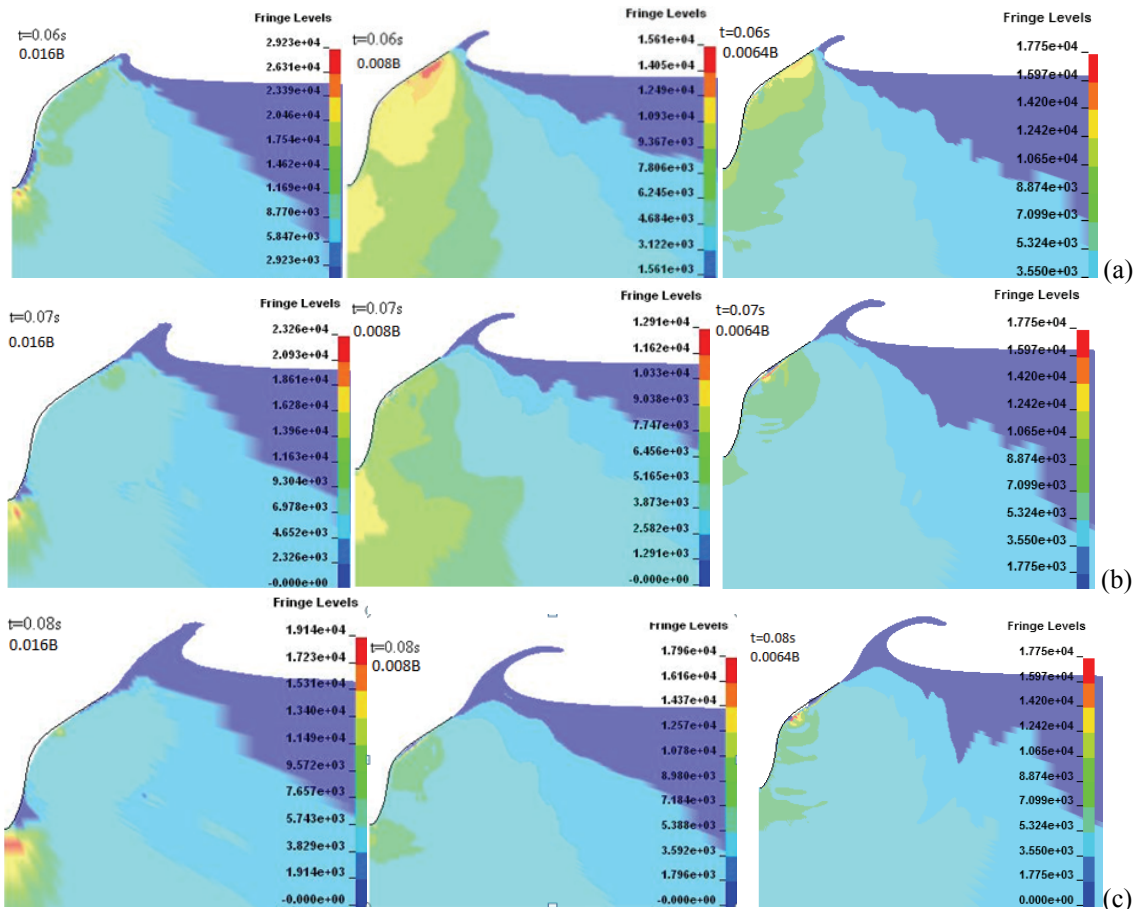 t=0.06s
0.016B
Fringe Levels
2.923e+04
2.631e+04
2.339e+04
2.046e+04
1.754e+04
1.462e+04
1.169e+04
8.770e+03
5.847e+03
2.923e+03
t=0.06s
0.008B
Fringe Levels
1.561e+04
1.405e+04
1.249e+04
1.093e+04
9.367e+03
7.806e+03
6.245e+03
4.684e+03
3.122e+03
1.561e+03
t=0.06s
0.0064B
Fringe Levels
1.775e+04
1.597e+04
1.420e+04
1.242e+04
1.065e+04
8.874e+03
7.099e+03
5.324e+03
3.550e+03
(a)
t=0.07s
0.016B
Fringe Levels
2.326e+04
2.093e+04
1.861e+04
1.628e+04
1.396e+04
1.163e+04
9.304e+03
6.978e+03
4.652e+03
2.326e+03
-0.000e+00
t=0.07s
0.008B
Fringe Levels
1.291e+04
1.162e+04
1.033e+04
9.038e+03
7.747e+03
6.456e+03
5.165e+03
3.873e+03
2.582e+03
1.291e+03
-0.000e+00
t=0.07s
0.0064B
Fringe Levels
1.775e+04
1.597e+04
1.420e+04
1.242e+04
1.065e+04
8.874e+03
7.099e+03
5.324e+03
3.550e+03
1.775e+03
(b)
t=0.08s
0.016B
Fringe Levels
1.914e+04
1.723e+04
1.531e+04
1.340e+04
1.149e+04
9.572e+03
7.657e+03
5.743e+03
3.829e+03
1.914e+03
-0.000e+00
t=0.08s
0.008B
Fringe Levels
1.796e+04
1.616e+04
1.437e+04
1.257e+04
1.078e+04
8.980e+03
7.184e+03
5.388e+03
3.592e+03
1.796e+03
-0.000e+00
t=0.08s
0.0064B
Fringe Levels
1.775e+04
1.597e+04
1.420e+04
1.242e+04
1.065e+04
8.874e+03
7.099e+03
5.324e+03
3.550e+03
1.775e+03
0.000e+00
(c)